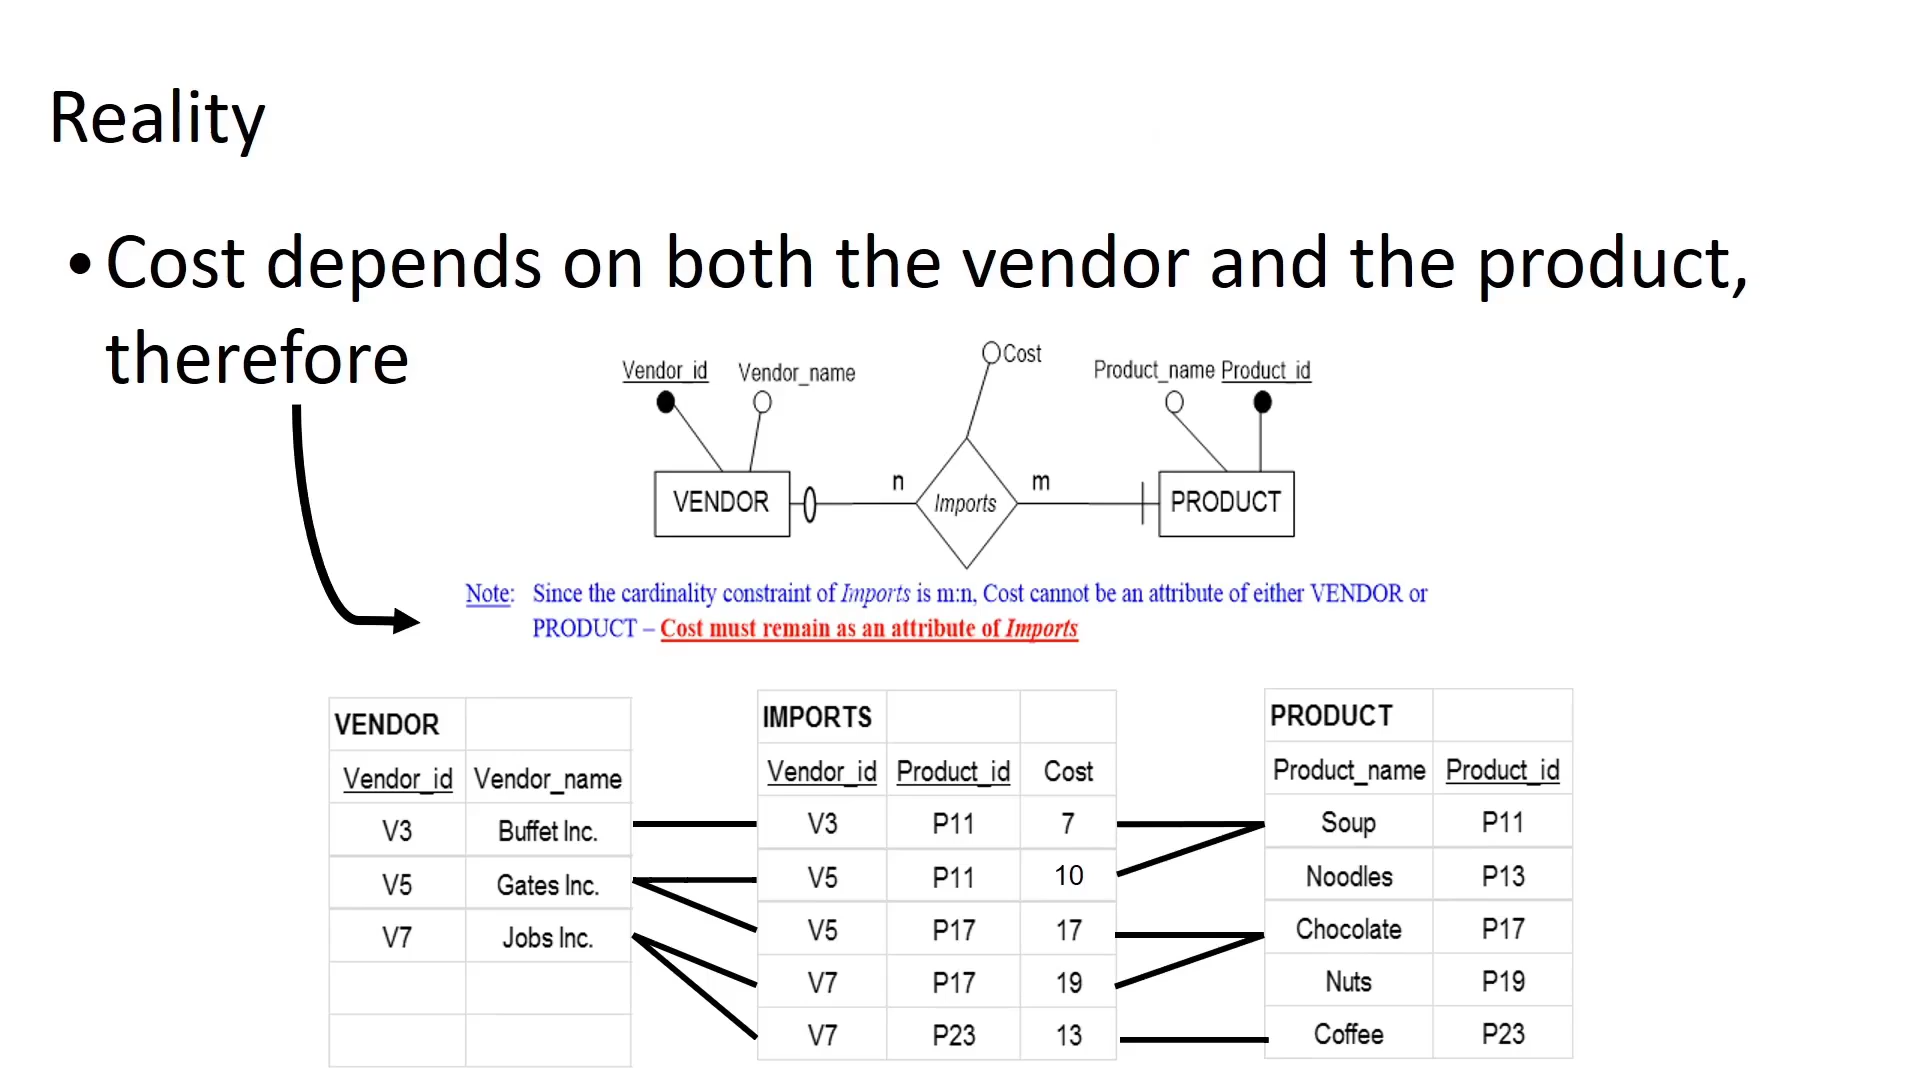 Reality
• Cost depends on both the vendor and the product,
therefore
Vendor_id Vendor_name Cost Product_name Product_id
VENDOR n Imports m PRODUCT
Note: Since the cardinality constraint of Imports is m:n, Cost cannot be an attribute of either VENDOR or
PRODUCT – Cost must remain as an attribute of Imports
VENDOR
Vendor_id Vendor_name
V3 Buffet Inc.
V5 Gates Inc.
V7 Jobs Inc.
IMPORTS
Vendor_id Product_id Cost
V3 P11 7
V5 P11 10
V5 P17 17
V7 P17 19
V7 P23 13
PRODUCT
Product_name Product_id
Soup P11
Noodles P13
Chocolate P17
Nuts P19
Coffee P23